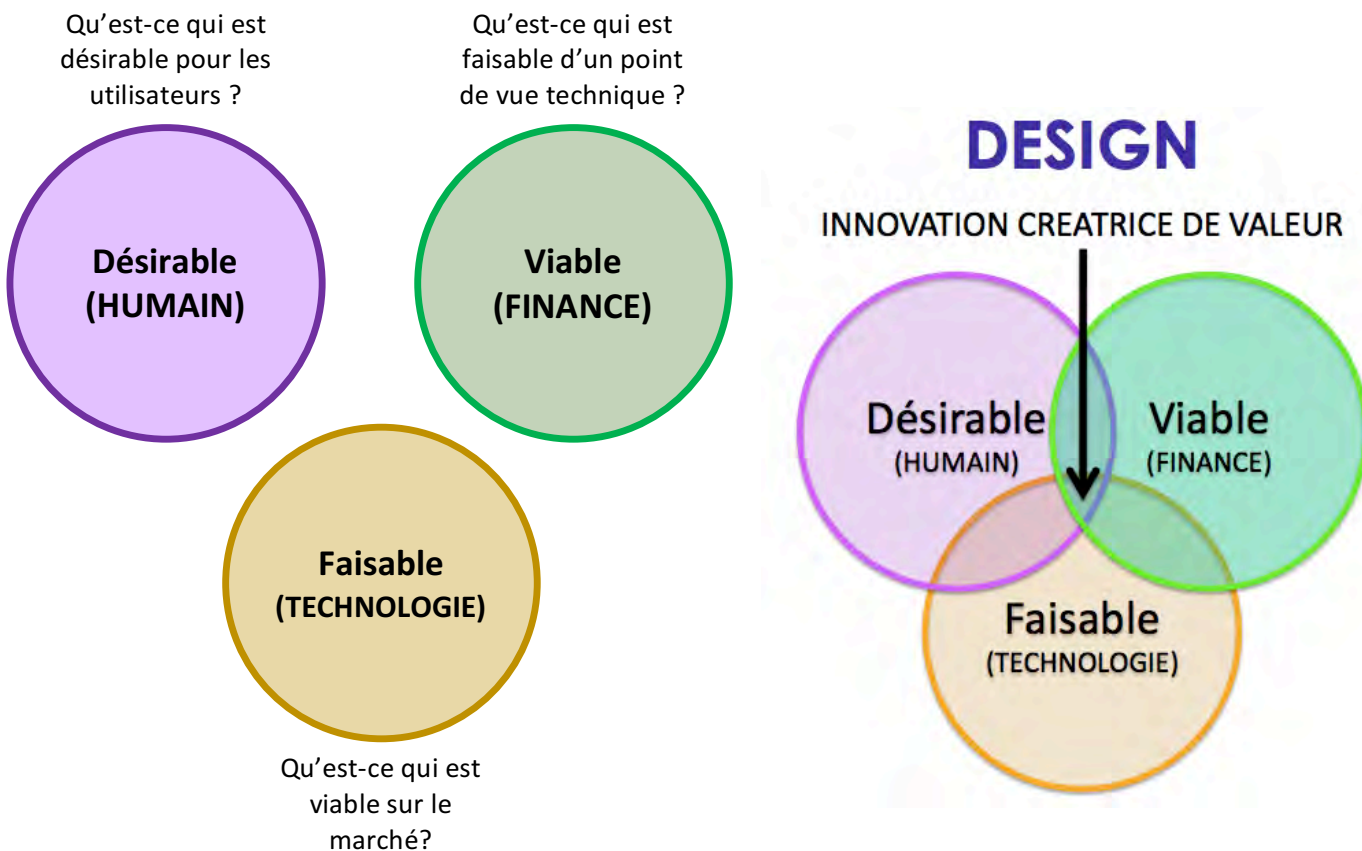 Qu’est-ce qui est
désirable pour les
utilisateurs ?
Qu’est-ce qui est
faisable d’un point
de vue technique ?
Désirable
(HUMAIN)
Viable
(FINANCE)
Faisable
(TECHNOLOGIE)
Qu’est-ce qui est
viable sur le
marché?
DESIGN
INNOVATION CREATRICE DE VALEUR
Désirable
(HUMAIN)
Viable
(FINANCE)
Faisable
(TECHNOLOGIE)